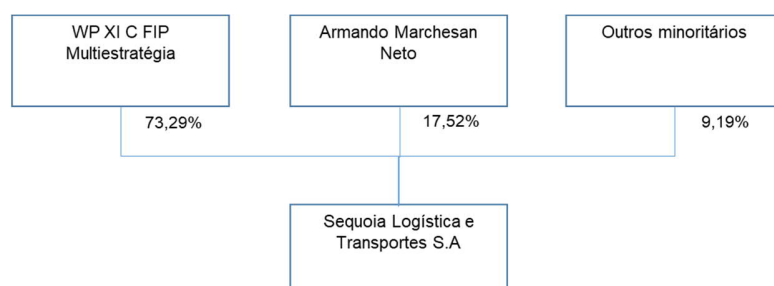 WP XI C FIP
Multiestratégia
Armando Marchesan
Neto
Outros minoritários
73,29%
17,52%
9,19%
Sequoia Logística e
Transportes S.A